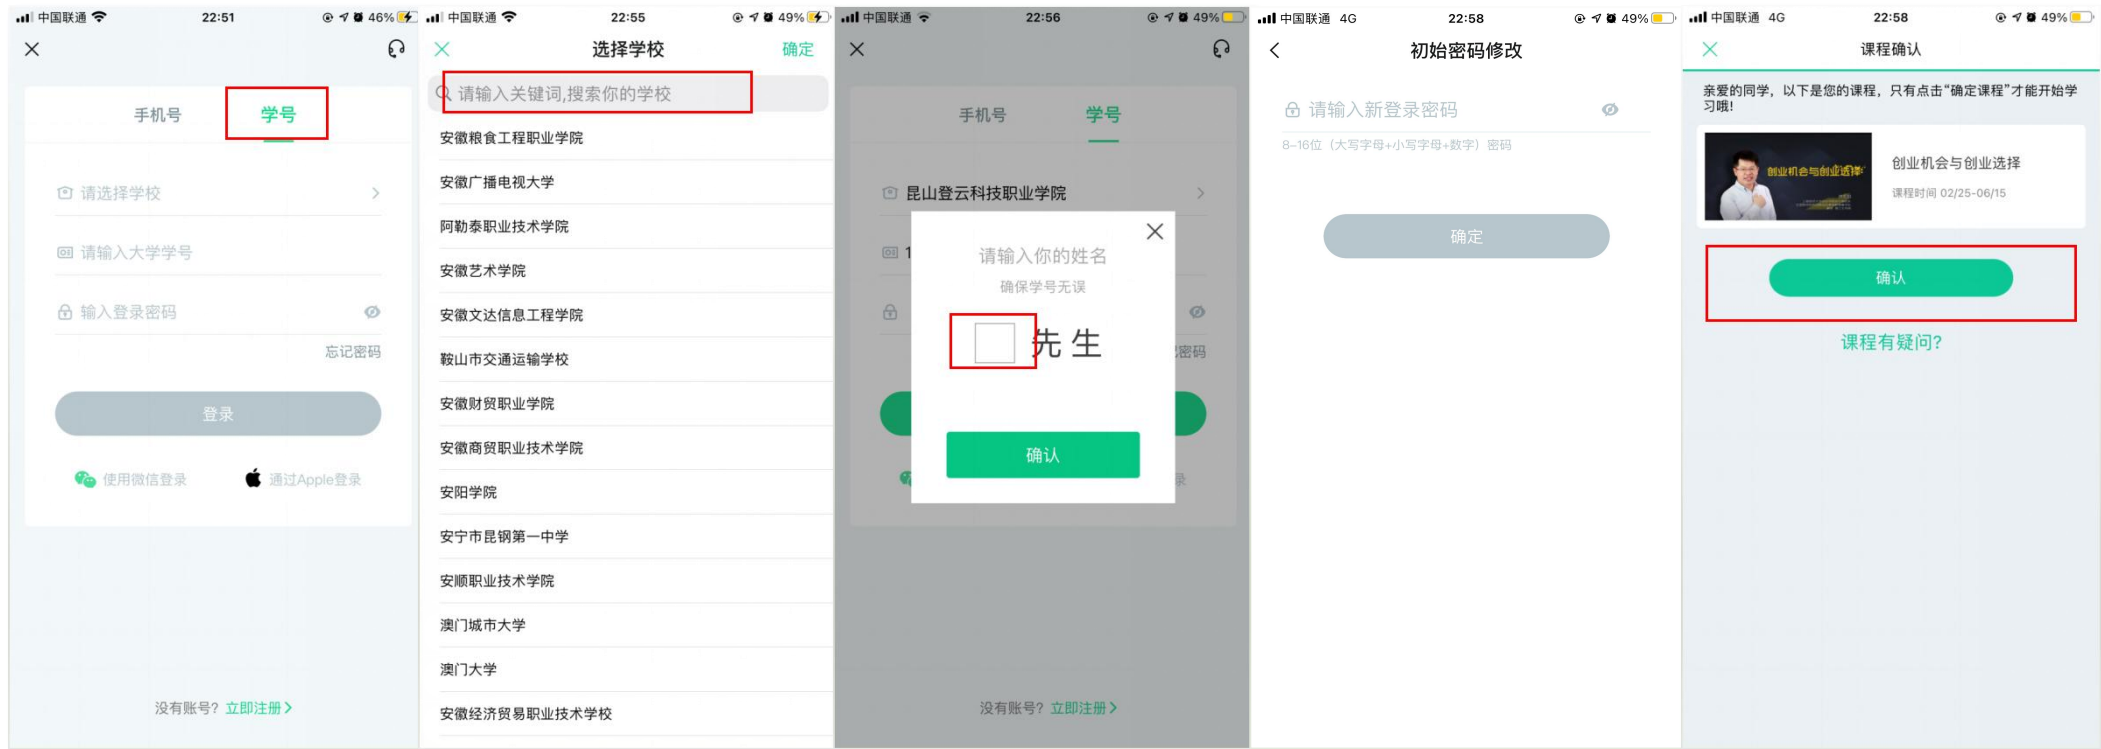 中国联通
22:51
46%
手机号
学号
请选择学校
请输入大学学号
输入登录密码
忘记密码
登录
使用微信登录
通过Apple登录
没有账号? 立即注册
中国联通
22:55
49%
选择学校
确定
请输入关键词,搜索你的学校
安徽粮食工程职业学院
安徽广播电视大学
阿勒泰职业技术学院
安徽艺术学院
安徽文达信息工程学院
鞍山市交通运输学校
安徽财贸职业学院
安徽商贸职业技术学院
安阳学院
安宁市昆钢第一中学
安顺职业技术学院
澳门城市大学
澳门大学
安徽经济贸易职业技术学校
中国联通
22:56
49%
手机号
学号
昆山登云科技职业学院
1
请输入你的姓名
确保学号无误
先生
密码
确认
录
没有账号? 立即注册
中国联通 4G
22:58
49%
初始密码修改
请输入新登录密码
8-16位（大写字母+小写字母+数字）密码
确定
中国联通 4G
22:58
49%
课程确认
亲爱的同学，以下是您的课程，只有点击“确定课程”才能开始学
习哦!
创业机会与创业选择
创业机会与创业选择
课程时间 02/25-06/15
确认
课程有疑问?